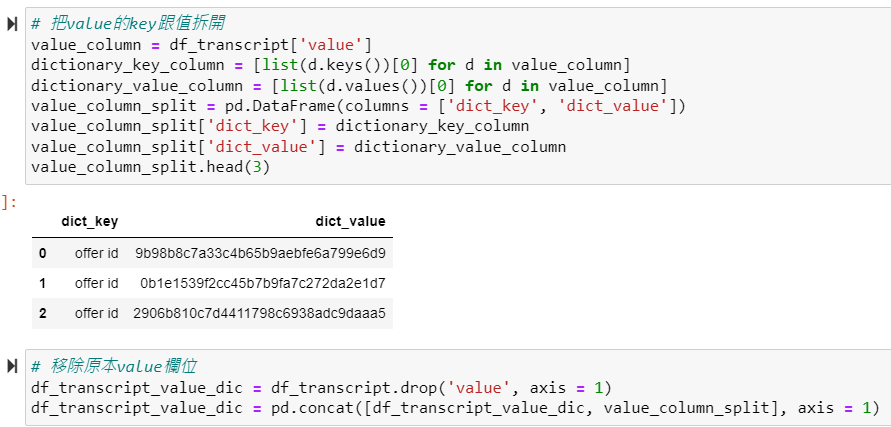 # 把value的key跟值拆開
value_column = df_transcript['value']
dictionary_key_column = [list(d.keys())[0] for d in value_column]
dictionary_value_column = [list(d.values())[0] for d in value_column]
value_column_split = pd.DataFrame(columns = ['dict_key', 'dict_value'])
value_column_split['dict_key'] = dictionary_key_column
value_column_split['dict_value'] = dictionary_value_column
value_column_split.head(3)
]:
dict_key dict_value
0 offer id 9b98b8c7a33c4b65b9aebfe6a799e6d9
1 offer id 0b1e1539f2cc45b7b9fa7c272da2e1d7
2 offer id 2906b810c7d4411798c6938adc9daaa5
# 移除原本value欄位
df_transcript_value_dic = df_transcript.drop('value', axis = 1)
df_transcript_value_dic = pd.concat([df_transcript_value_dic, value_column_split], axis = 1)